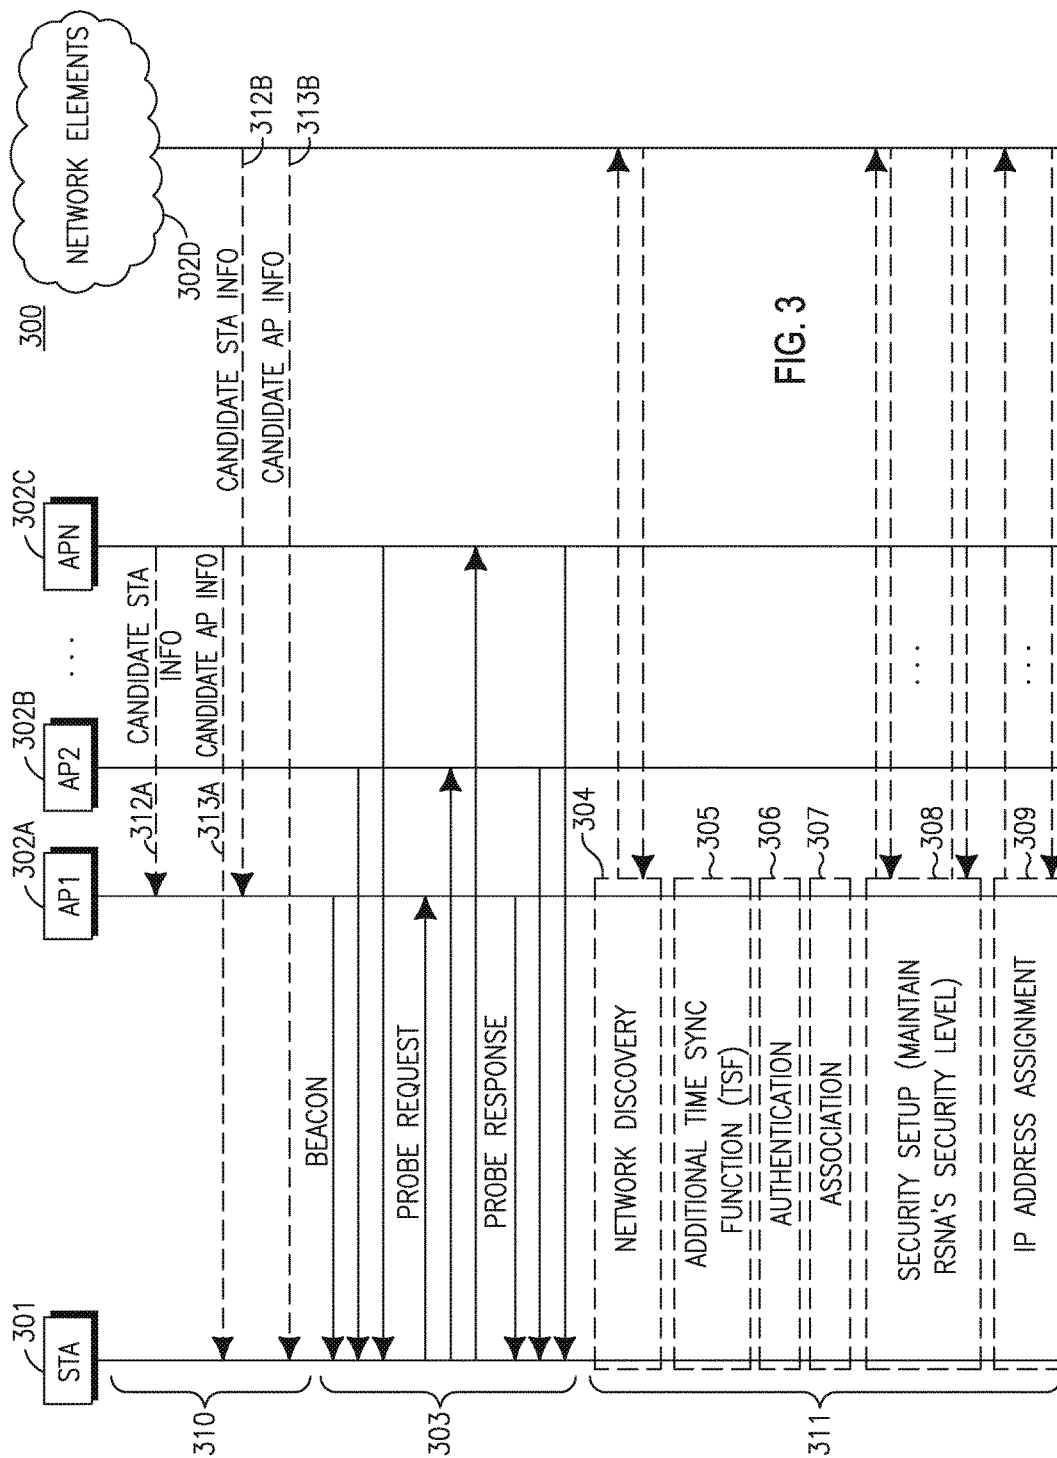 300
301
STA
302A
AP1
302B
AP2
...
302C
APN
NETWORK ELEMENTS
302D
310
312A
CANDIDATE STA
INFO
313A
CANDIDATE AP INFO
CANDIDATE STA INFO
312B
CANDIDATE AP INFO
313B
303
BEACON
PROBE REQUEST
PROBE RESPONSE
311
NETWORK DISCOVERY
304
ADDITIONAL TIME SYNC
FUNCTION (TSF)
305
AUTHENTICATION
306
ASSOCIATION
307
SECURITY SETUP (MAINTAIN
RSNA'S SECURITY LEVEL)
308
...
IP ADDRESS ASSIGNMENT
309
...
FIG. 3